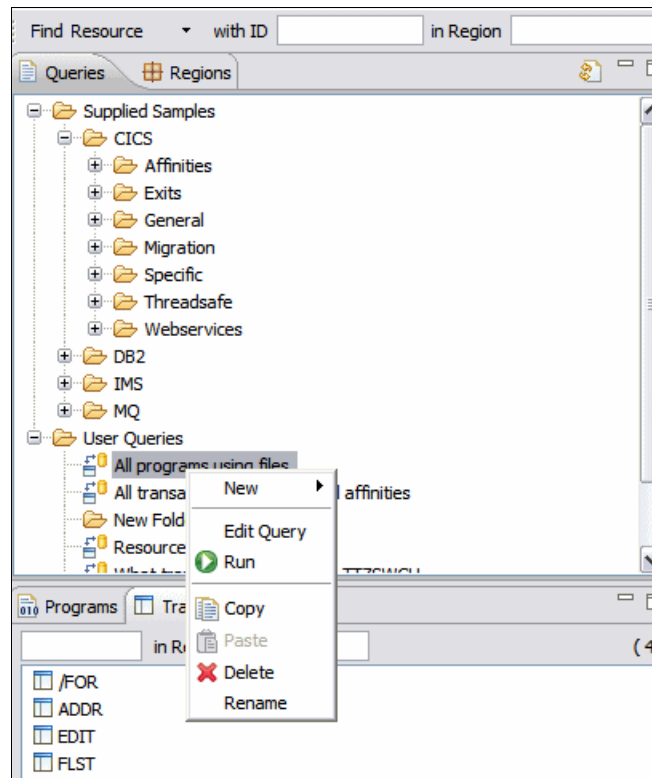 Find Resource with ID in Region
Queries Regions
Supplied Samples
CICS
Affinities
Exits
General
Migration
Specific
Threadsafe
Webservices
DB2
IMS
MQ
User Queries
All programs using files
All transa affinities
New Fold
Resource
New
Edit Query
Run
Copy
Paste
Delete
Rename
Programs Tra
in Re
( 4
/FOR
ADDR
EDIT
FLST